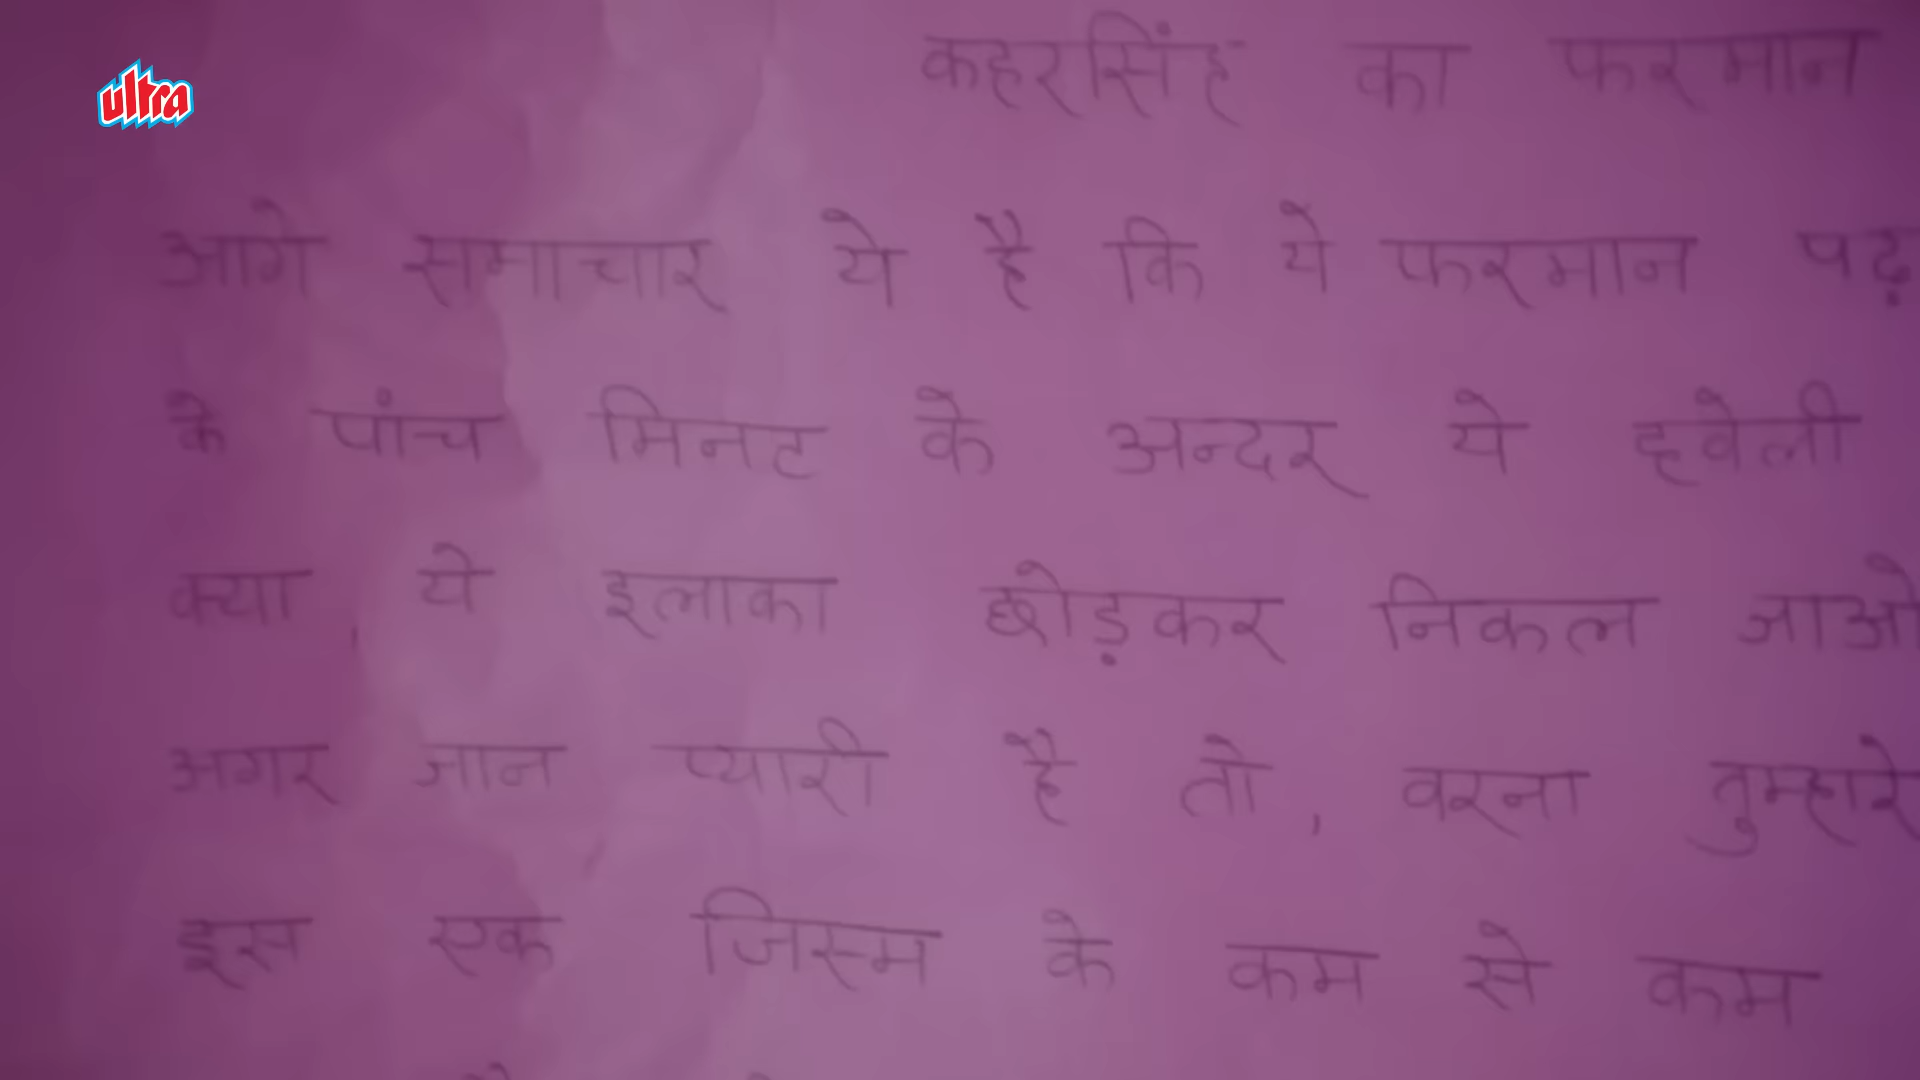 ultra
कहरसिंह का फरमान
आगे समाचार ये है कि ये फरमान पढ़
के पांच मिनट के अन्दर ये हवेली
क्या, ये इलाका छोड़कर निकल जाओ
अगर जान प्यारी है तो, वरना तुम्हारे
इस एक जिस्म के कम से कम